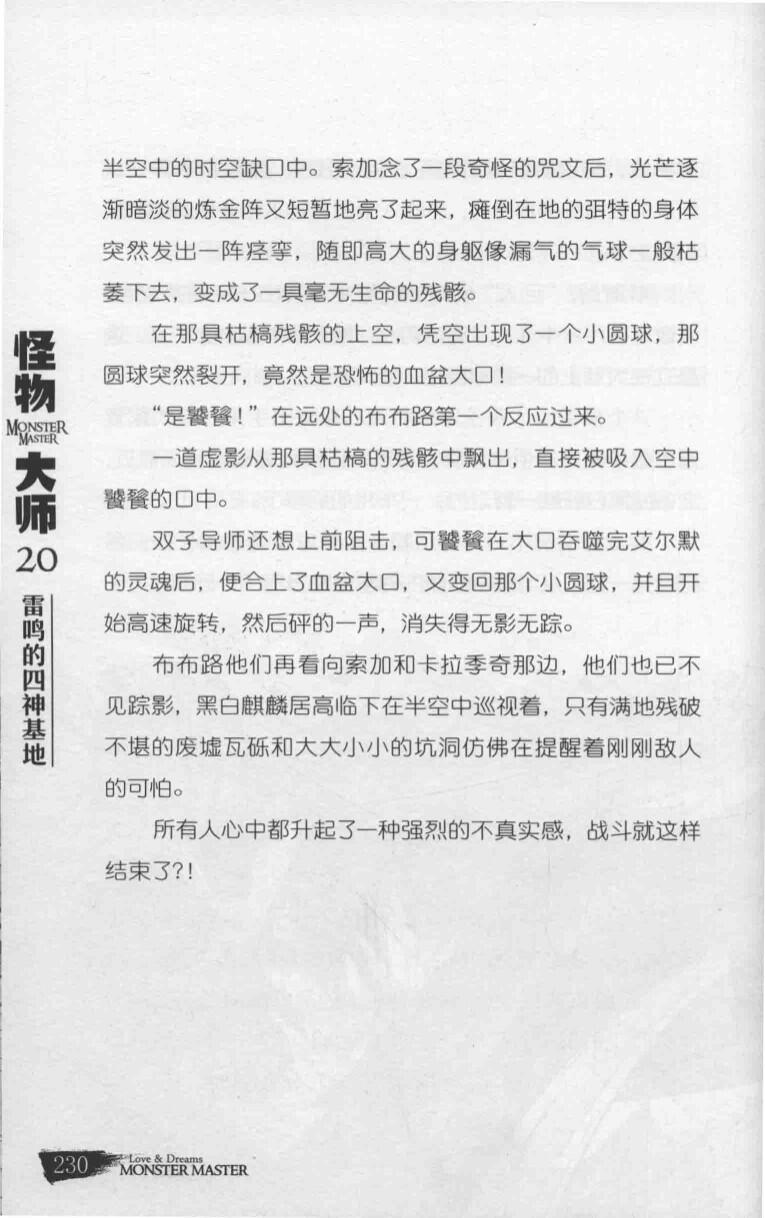 半空中的时空缺口中。索加念了一段奇怪的咒文后，光芒逐
渐暗淡的炼金阵又短暂地亮了起来，瘫倒在地的弭特的身体
突然发出一阵痉挛，随即高大的身躯像漏气的气球一般枯
萎下去，变成了一具毫无生命的残骸。
在那具枯槁残骸的上空，凭空出现了一个小圆球，那
圆球突然裂开，竟然是恐怖的血盆大口！
“是饕餮！”在远处的布布路第一个反应过来。
一道虚影从那具枯槁的残骸中飘出，直接被吸入空中
饕餮的口中。
双子导师还想上前阻击，可饕餮在大口吞噬完艾尔默
的灵魂后，便合上了血盆大口，又变回那个小圆球，并且开
始高速旋转，然后砰的一声，消失得无影无踪。
布布路他们再看向索加和卡拉季奇那边，他们也已不
见踪影，黑白麒麟居高临下在半空中巡视着，只有满地残破
不堪的废墟瓦砾和大大小小的坑洞仿佛在提醒着刚刚敌人
的可怕。
所有人心中都升起了一种强烈的不真实感，战斗就这样
结束了?!
怪物
MONSTER
MASTER
大师
20
雷鸣的四神基地
230
Love & Dreams
MONSTER MASTER